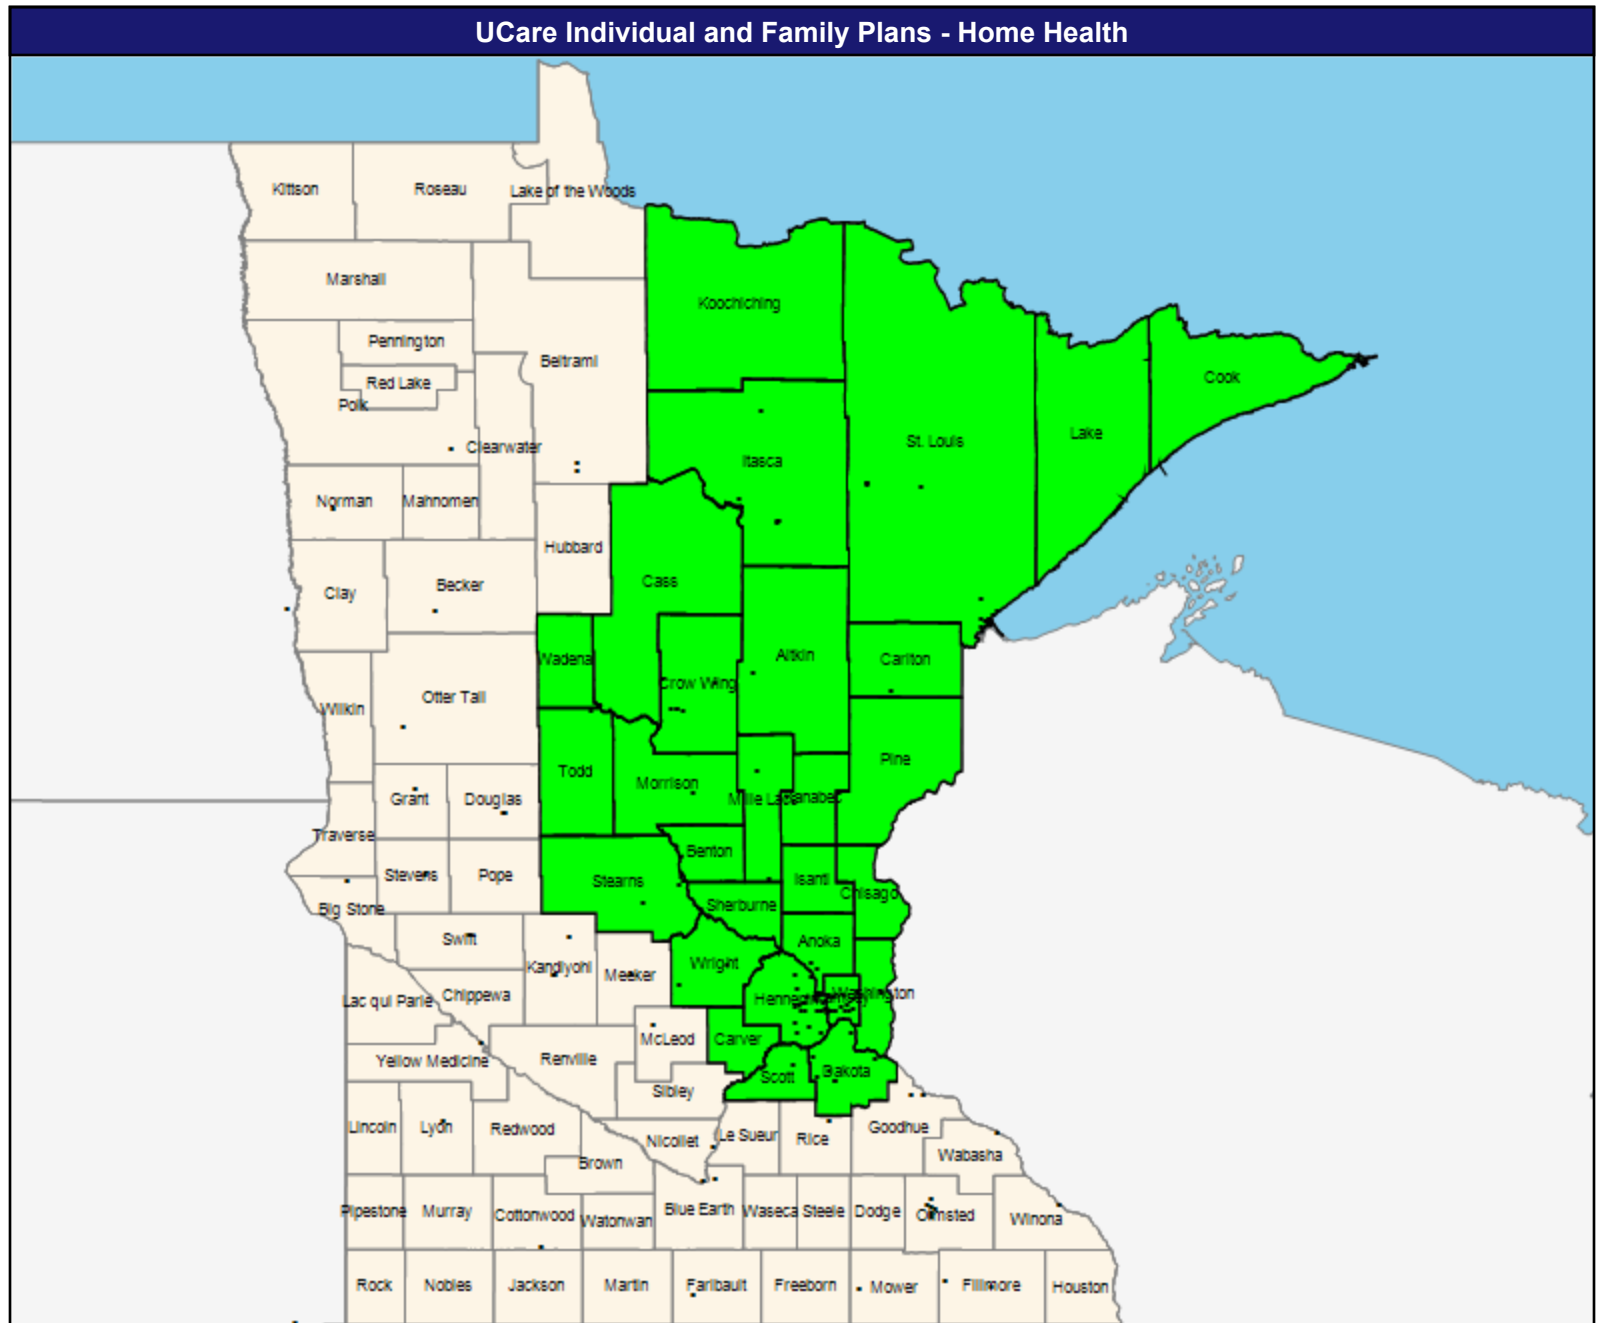 UCare Individual and Family Plans - Home Health
Kittson
Roseau
Lake of the Woods
Marshall
Koochiching
Pennington
Beltrami
Red Lake
Cook
Polk
Lake
St. Louis
Clearwater
Itasca
Norman
Mahnomen
Hubbard
Cass
Becker
Clay
Wadena
Aitkin
Carlton
Crow Wing
Otter Tail
Wilkin
Pine
Todd
Morrison
Mille Lacs
Kanabec
Grant
Douglas
Traverse
Benton
Stevens
Pope
Stearns
Isanti
Chisago
Sherburne
Big Stone
Swift
Anoka
Wright
Kandiyohi
Meeker
Washington
Chippewa
Lac qui Parle
Hennepin
Carver
McLeod
Yellow Medicine
Renville
Scott
Dakota
Sibley
Lincoln
Lyon
Redwood
Goodhue
Le Sueur
Rice
Nicollet
Wabasha
Brown
Pipestone
Murray
Cottonwood
Watonwan
Blue Earth
Waseca
Steele
Dodge
Olmsted
Winona
Rock
Nobles
Jackson
Martin
Faribault
Freeborn
Mower
Fillmore
Houston